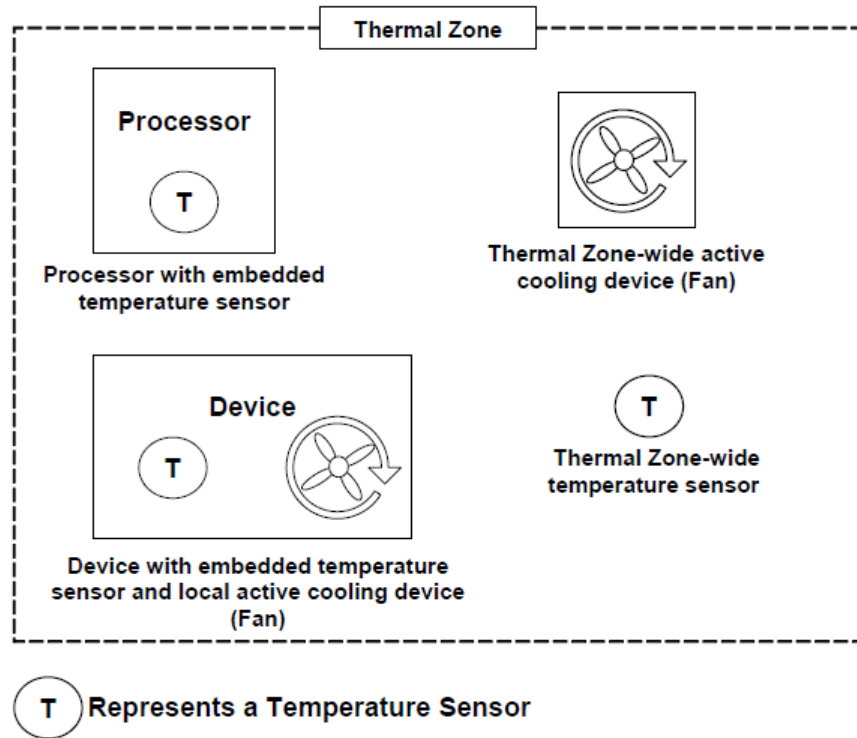 Thermal Zone
Processor
T
Processor with embedded
temperature sensor
Thermal Zone-wide active
cooling device (Fan)
Device
T
Device with embedded temperature
sensor and local active cooling device
(Fan)
T
Thermal Zone-wide
temperature sensor
T Represents a Temperature Sensor